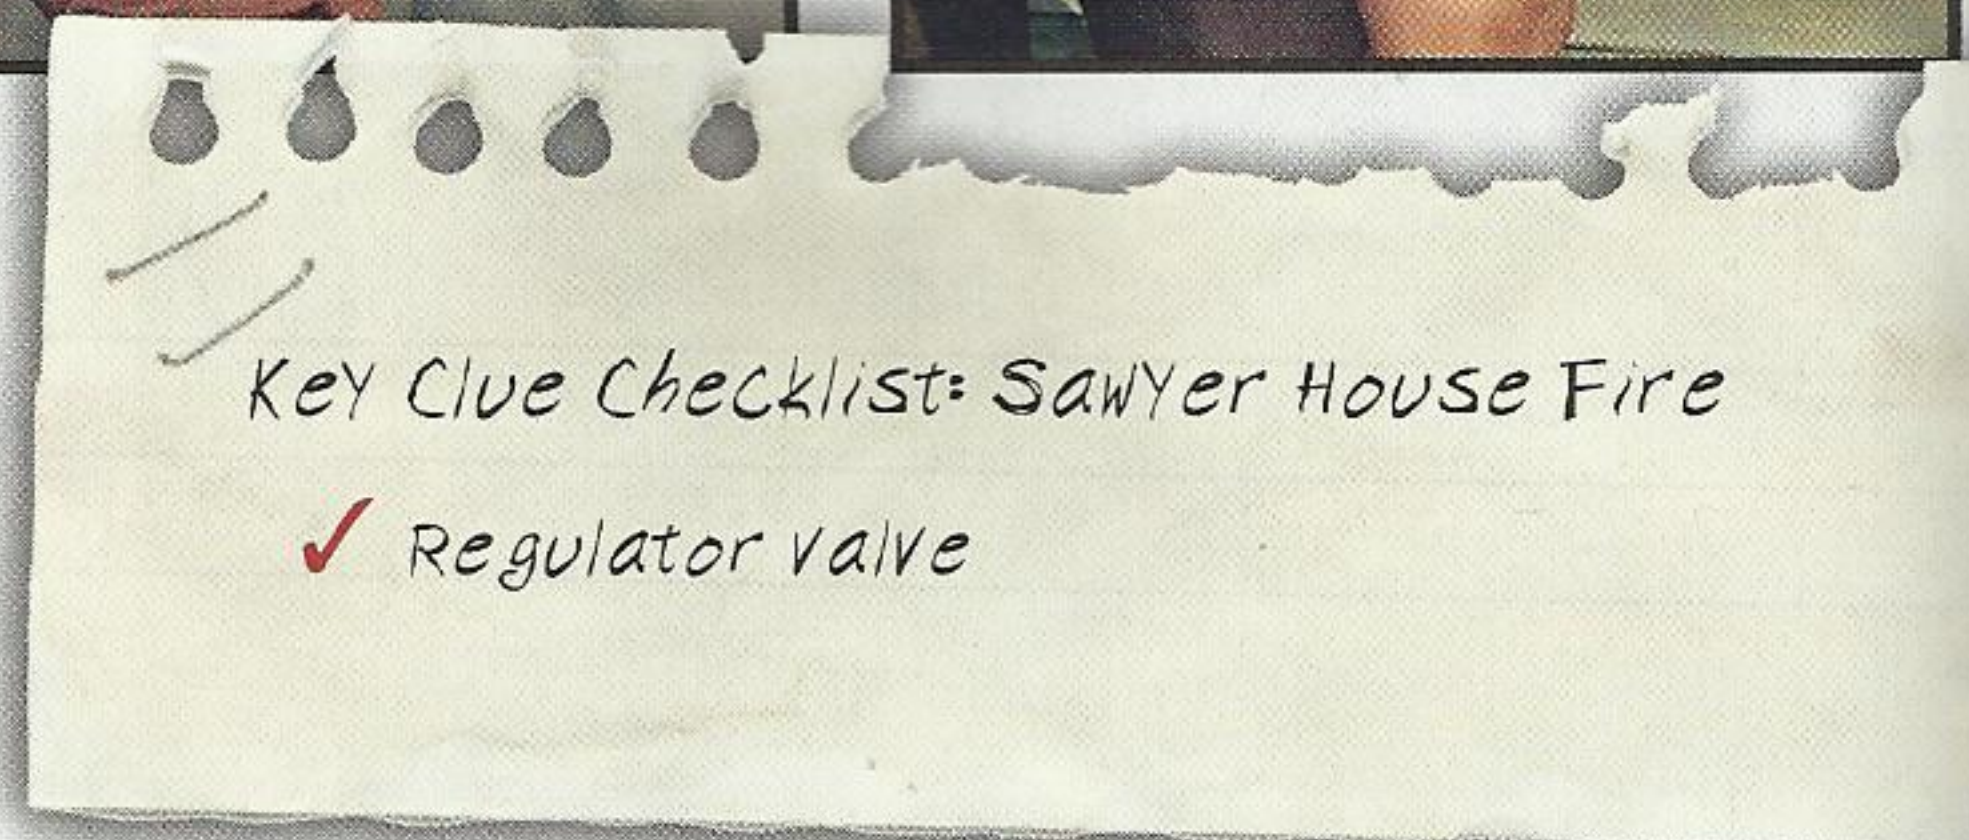 Key Clue Checklist: Sawyer House Fire
✓ Regulator valve